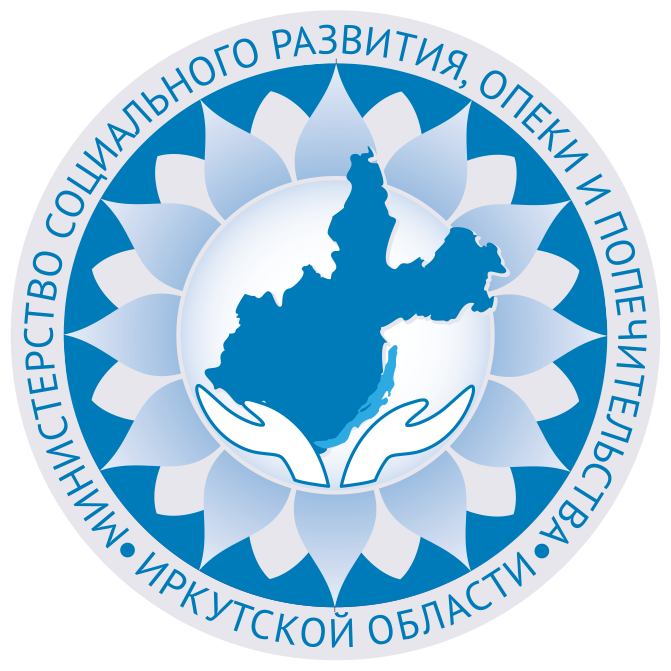 МИНИСТЕРСТВО СОЦИАЛЬНОГО РАЗВИТИЯ, ОПЕКИ И ПОПЕЧИТЕЛЬСТВА
• ИРКУТСКОЙ ОБЛАСТИ •